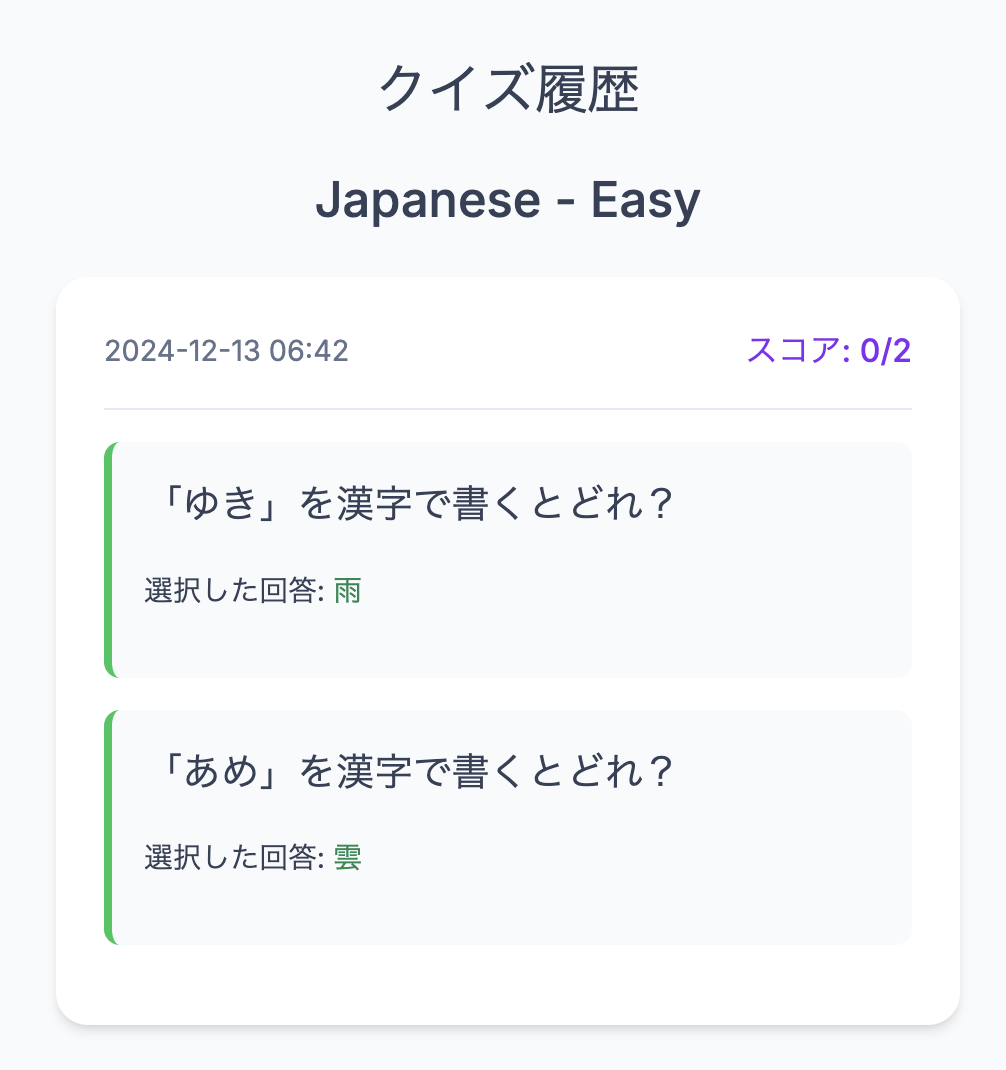 クイズ履歴
Japanese - Easy
2024-12-13 06:42
スコア: 0/2
「ゆき」を漢字で書くとどれ？
選択した回答: 雨
「あめ」を漢字で書くとどれ？
選択した回答: 雲